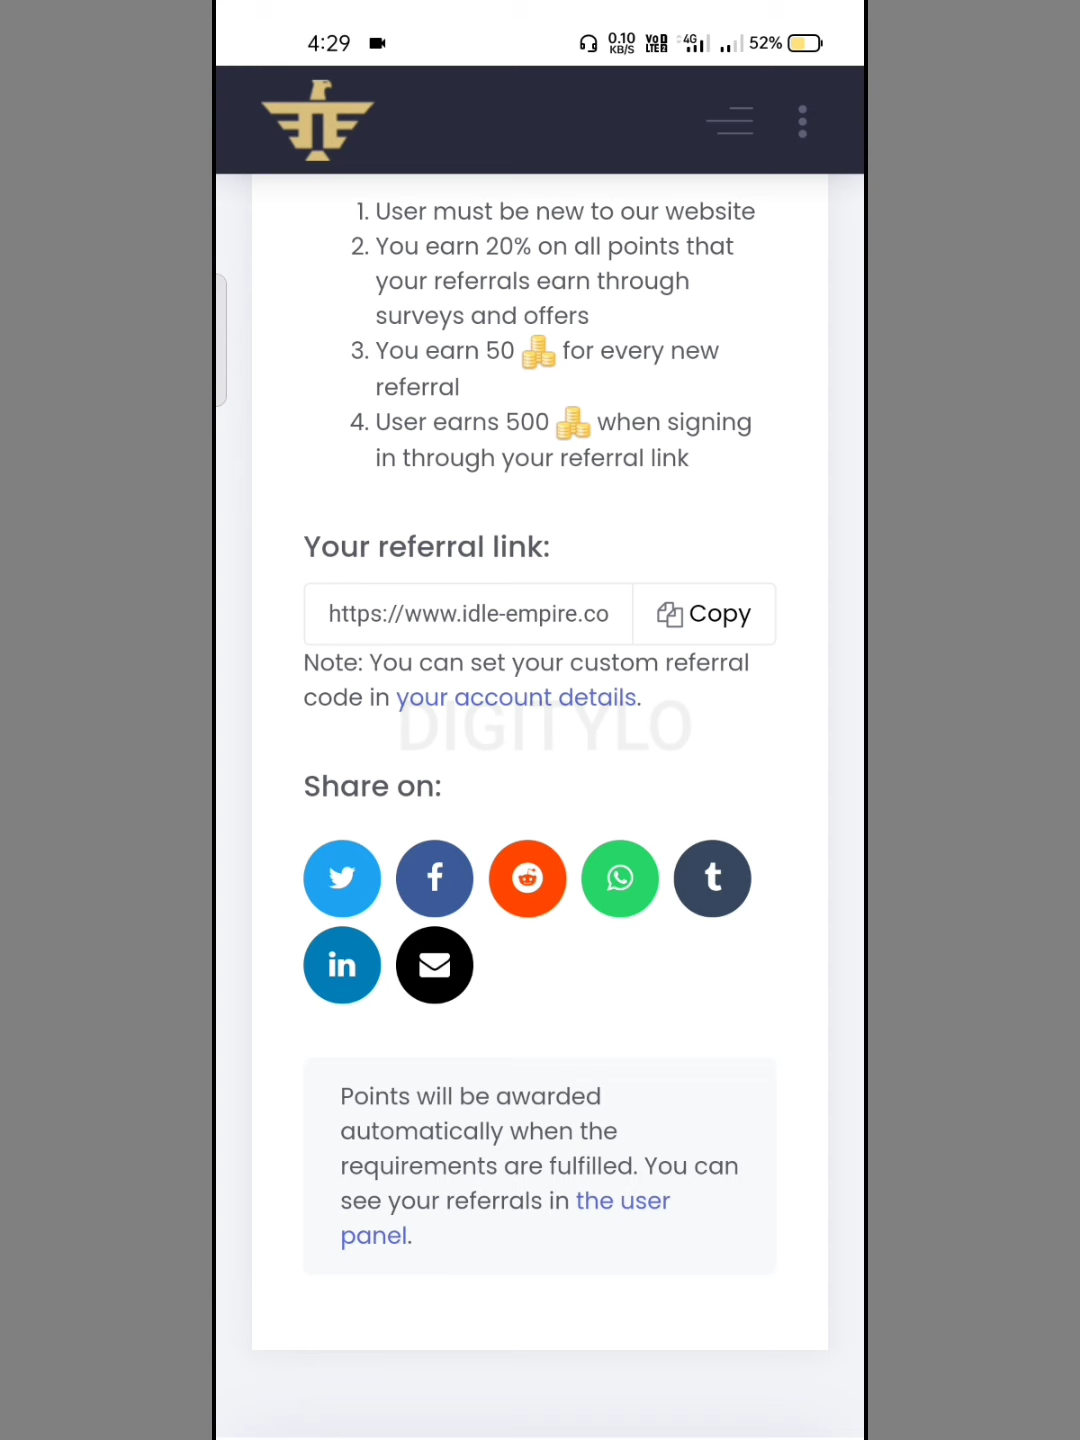 4:29
0.10 KB/S VoD LTE2 4G 52%
1. User must be new to our website
2. You earn 20% on all points that
your referrals earn through
surveys and offers
3. You earn 50 for every new
referral
4. User earns 500 when signing
in through your referral link
Your referral link:
https://www.idle-empire.co
Copy
Note: You can set your custom referral
code in your account details.
DIGITYLO
Share on:
Points will be awarded
automatically when the
requirements are fulfilled. You can
see your referrals in the user
panel.